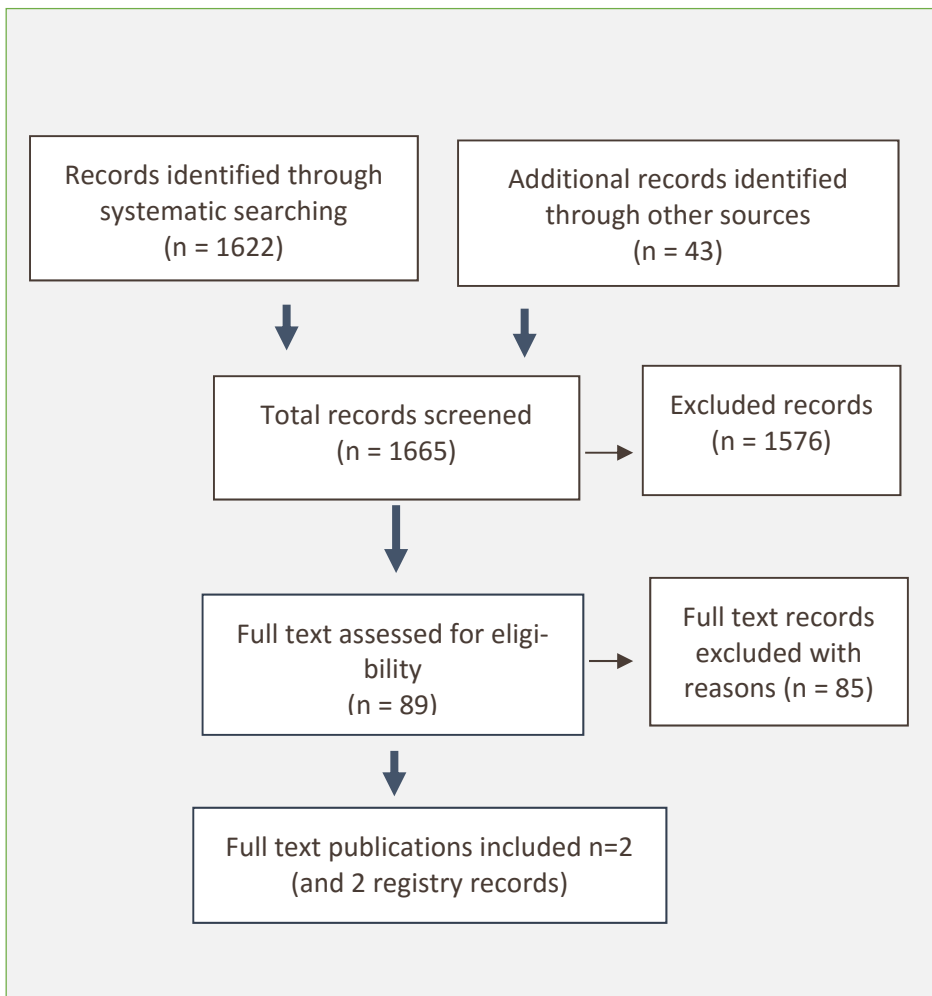 Records identified through
systematic searching
(n = 1622)
Additional records identified
through other sources
(n = 43)
Total records screened
(n = 1665)
Excluded records
(n = 1576)
Full text assessed for eligi-
bility
(n = 89)
Full text records
excluded with
reasons (n = 85)
Full text publications included n=2
(and 2 registry records)